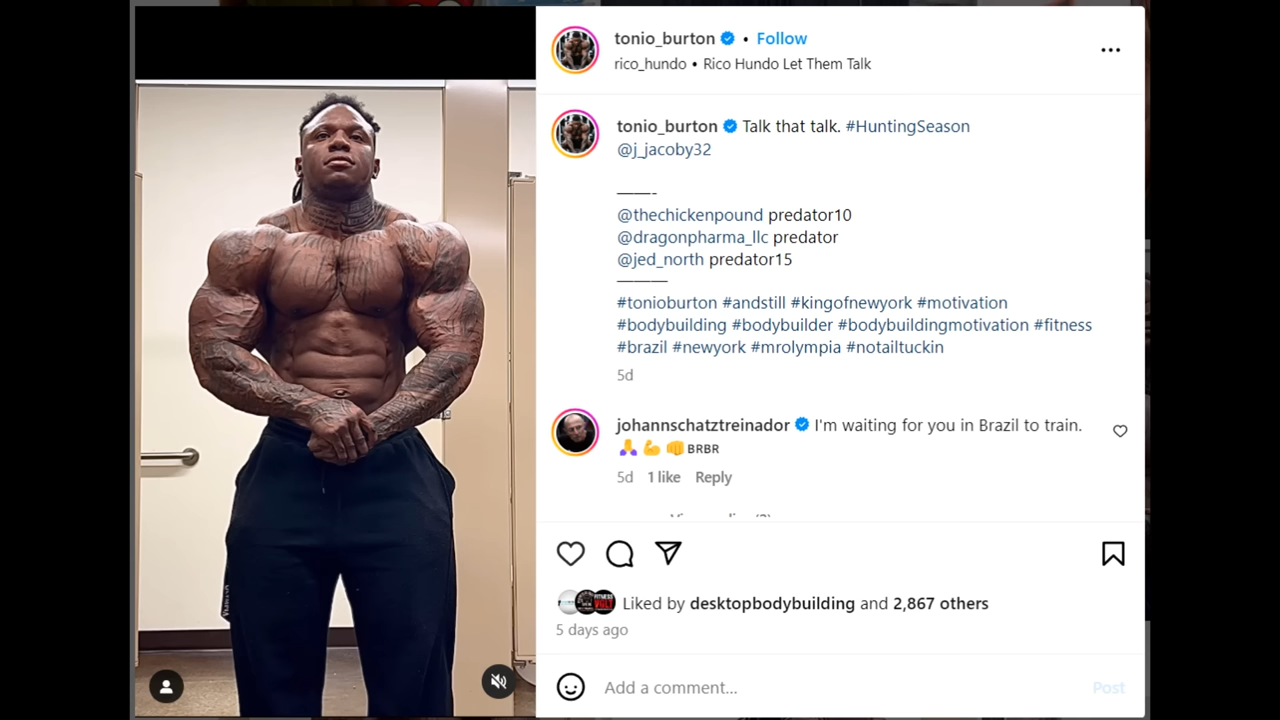 tonio_burton • Follow
rico_hundo • Rico Hundo Let Them Talk
tonio_burton Talk that talk. #HuntingSeason
@j_jacoby32
———-
@thechickenpound predator10
@dragonpharma_llc predator
@jed_north predator15
———
#tonioburton #andstill #kingofnewyork #motivation
#bodybuilding #bodybuilder #bodybuildingmotivation #fitness
#brazil #newyork #mrolympia #notailtuckin
5d
johannschatztreinador I'm waiting for you in Brazil to train.
🙏 💪 👊 BRBR
5d 1 like Reply
Liked by desktopbodybuilding and 2,867 others
5 days ago
Add a comment... Post